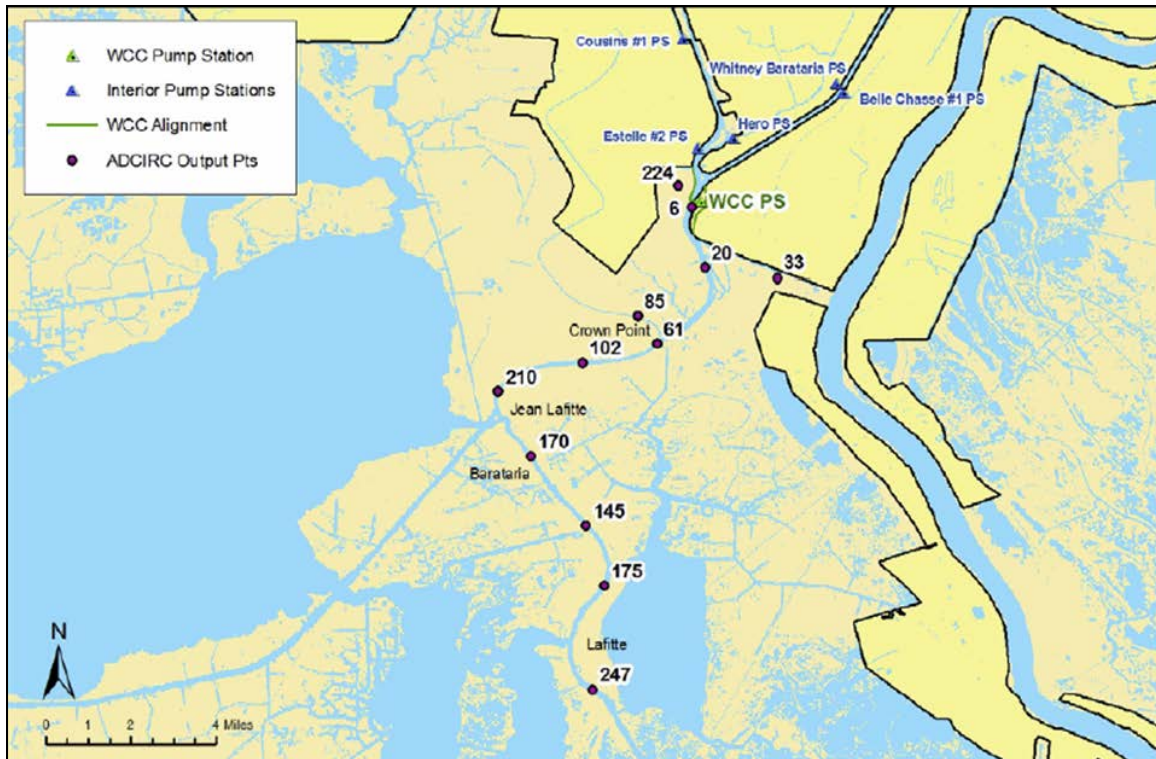 WCC Pump Station
Interior Pump Stations
WCC Alignment
ADCIRC Output Pts
Cousins #1 PS
Whitney Barataria PS
Belle Chasse #1 PS
Hero PS
Estelle #2 PS
224
WCC PS
6
20
33
85
Crown Point
61
102
210
Jean Lafitte
170
Barataria
145
175
Lafitte
247
N
0 1 2 4 Miles